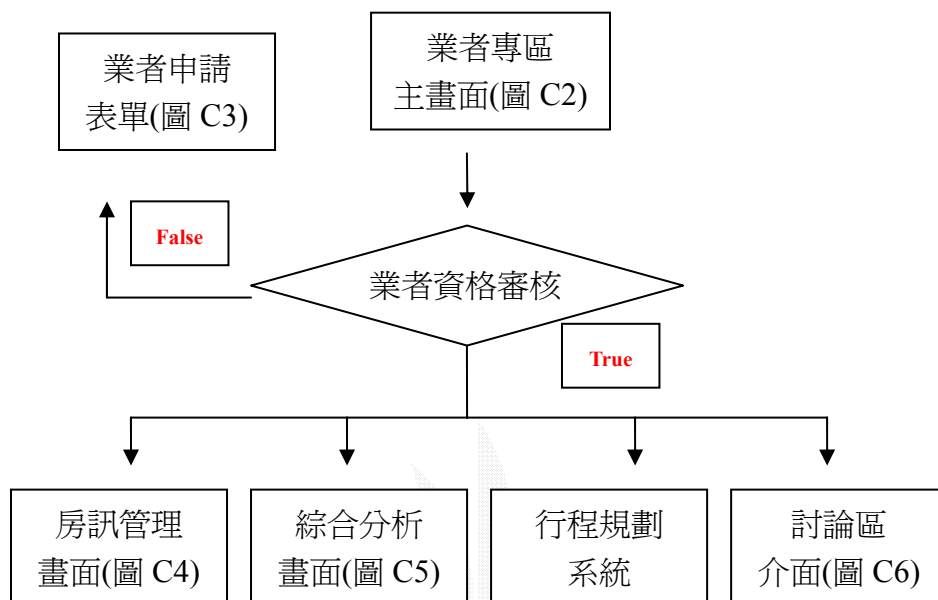 業者申請
表單(圖 C3)
業者專區
主畫面(圖 C2)
False
業者資格審核
True
房訊管理
畫面(圖 C4)
綜合分析
畫面(圖 C5)
行程規劃
系統
討論區
介面(圖 C6)